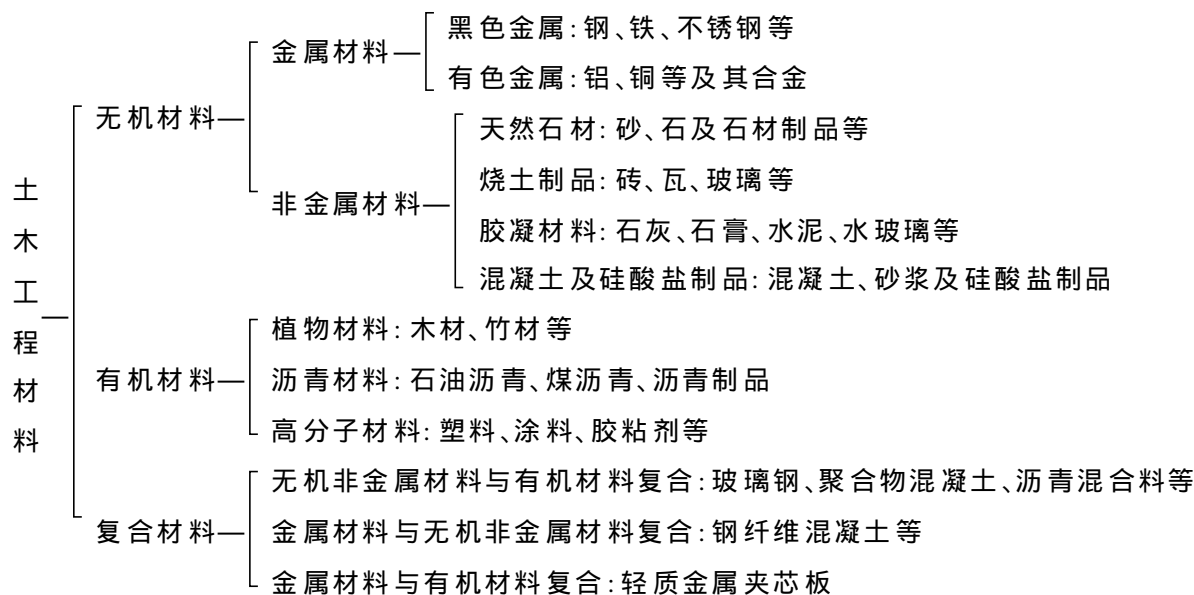 土木工程材料
无机材料
金属材料
黑色金属:钢、铁、不锈钢等
有色金属:铝、铜等及其合金
非金属材料
天然石材:砂、石及石材制品等
烧土制品:砖、瓦、玻璃等
胶凝材料:石灰、石膏、水泥、水玻璃等
混凝土及硅酸盐制品:混凝土、砂浆及硅酸盐制品
有机材料
植物材料:木材、竹材等
沥青材料:石油沥青、煤沥青、沥青制品
高分子材料:塑料、涂料、胶粘剂等
复合材料
无机非金属材料与有机材料复合:玻璃钢、聚合物混凝土、沥青混合料等
金属材料与无机非金属材料复合:钢纤维混凝土等
金属材料与有机材料复合:轻质金属夹芯板